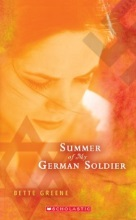 SUMMER
of MY
GERMAN SOLDIER
BETTE GREENE
SCHOLASTIC